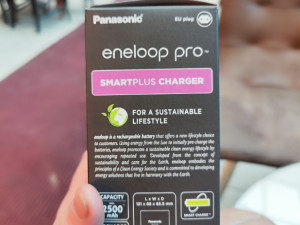 Panasonic
EU plug
eneloop pro™
SMARTPLUS CHARGER
FOR A SUSTAINABLE
LIFESTYLE
eneloop is a rechargeable battery that offers a new lifestyle choice
to customers. Using energy from the Sun to initially pre-charge the
batteries, eneloop promotes a sustainable clean energy lifestyle by
encouraging repeated use. Developed from the concept of
sustainability and care for the Earth, eneloop embodies the
principles of a Clean Energy Society and is committed to developing
energy solutions that live in harmony with the Earth.
CAPACITY
2500
mAh
L x W x D
Panasonic
SMART CHARGE